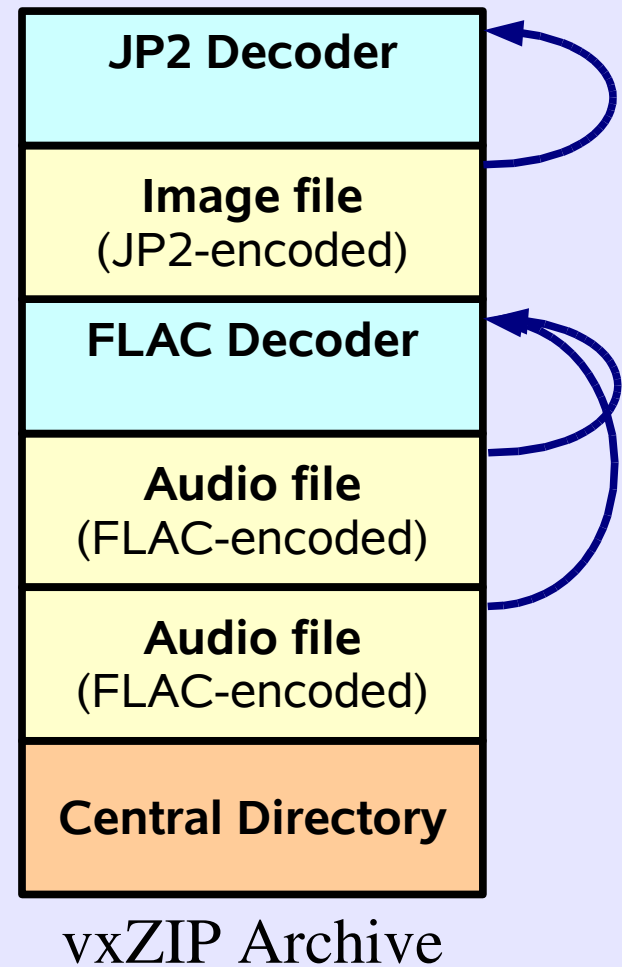 JP2 Decoder
Image file
(JP2-encoded)
FLAC Decoder
Audio file
(FLAC-encoded)
Audio file
(FLAC-encoded)
Central Directory
vxZIP Archive